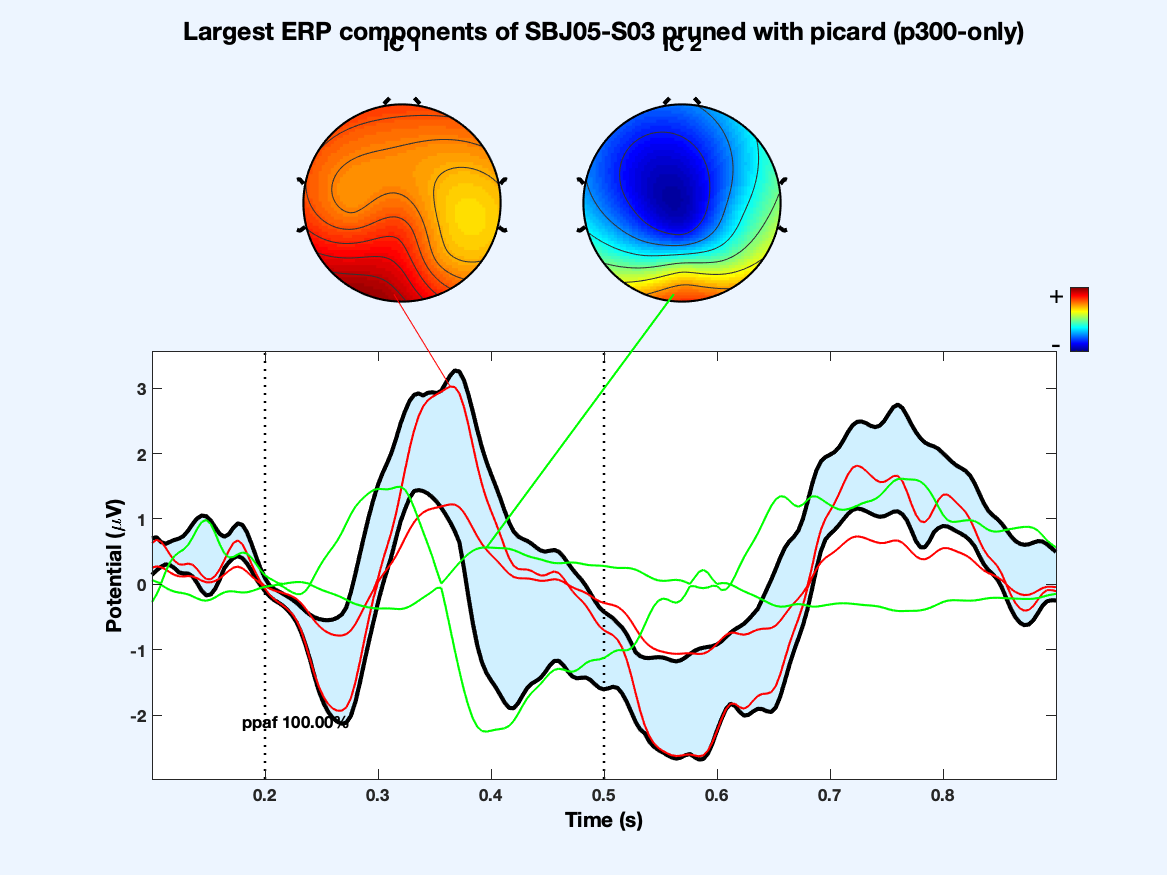 Largest ERP components of SBJ05-S03 pruned with picard (p300-only)
IC 1
IC 2
+
-
3
2
1
0
-1
-2
Potential (μV)
ppaf 100.00%
0.2
0.3
0.4
0.5
0.6
0.7
0.8
Time (s)